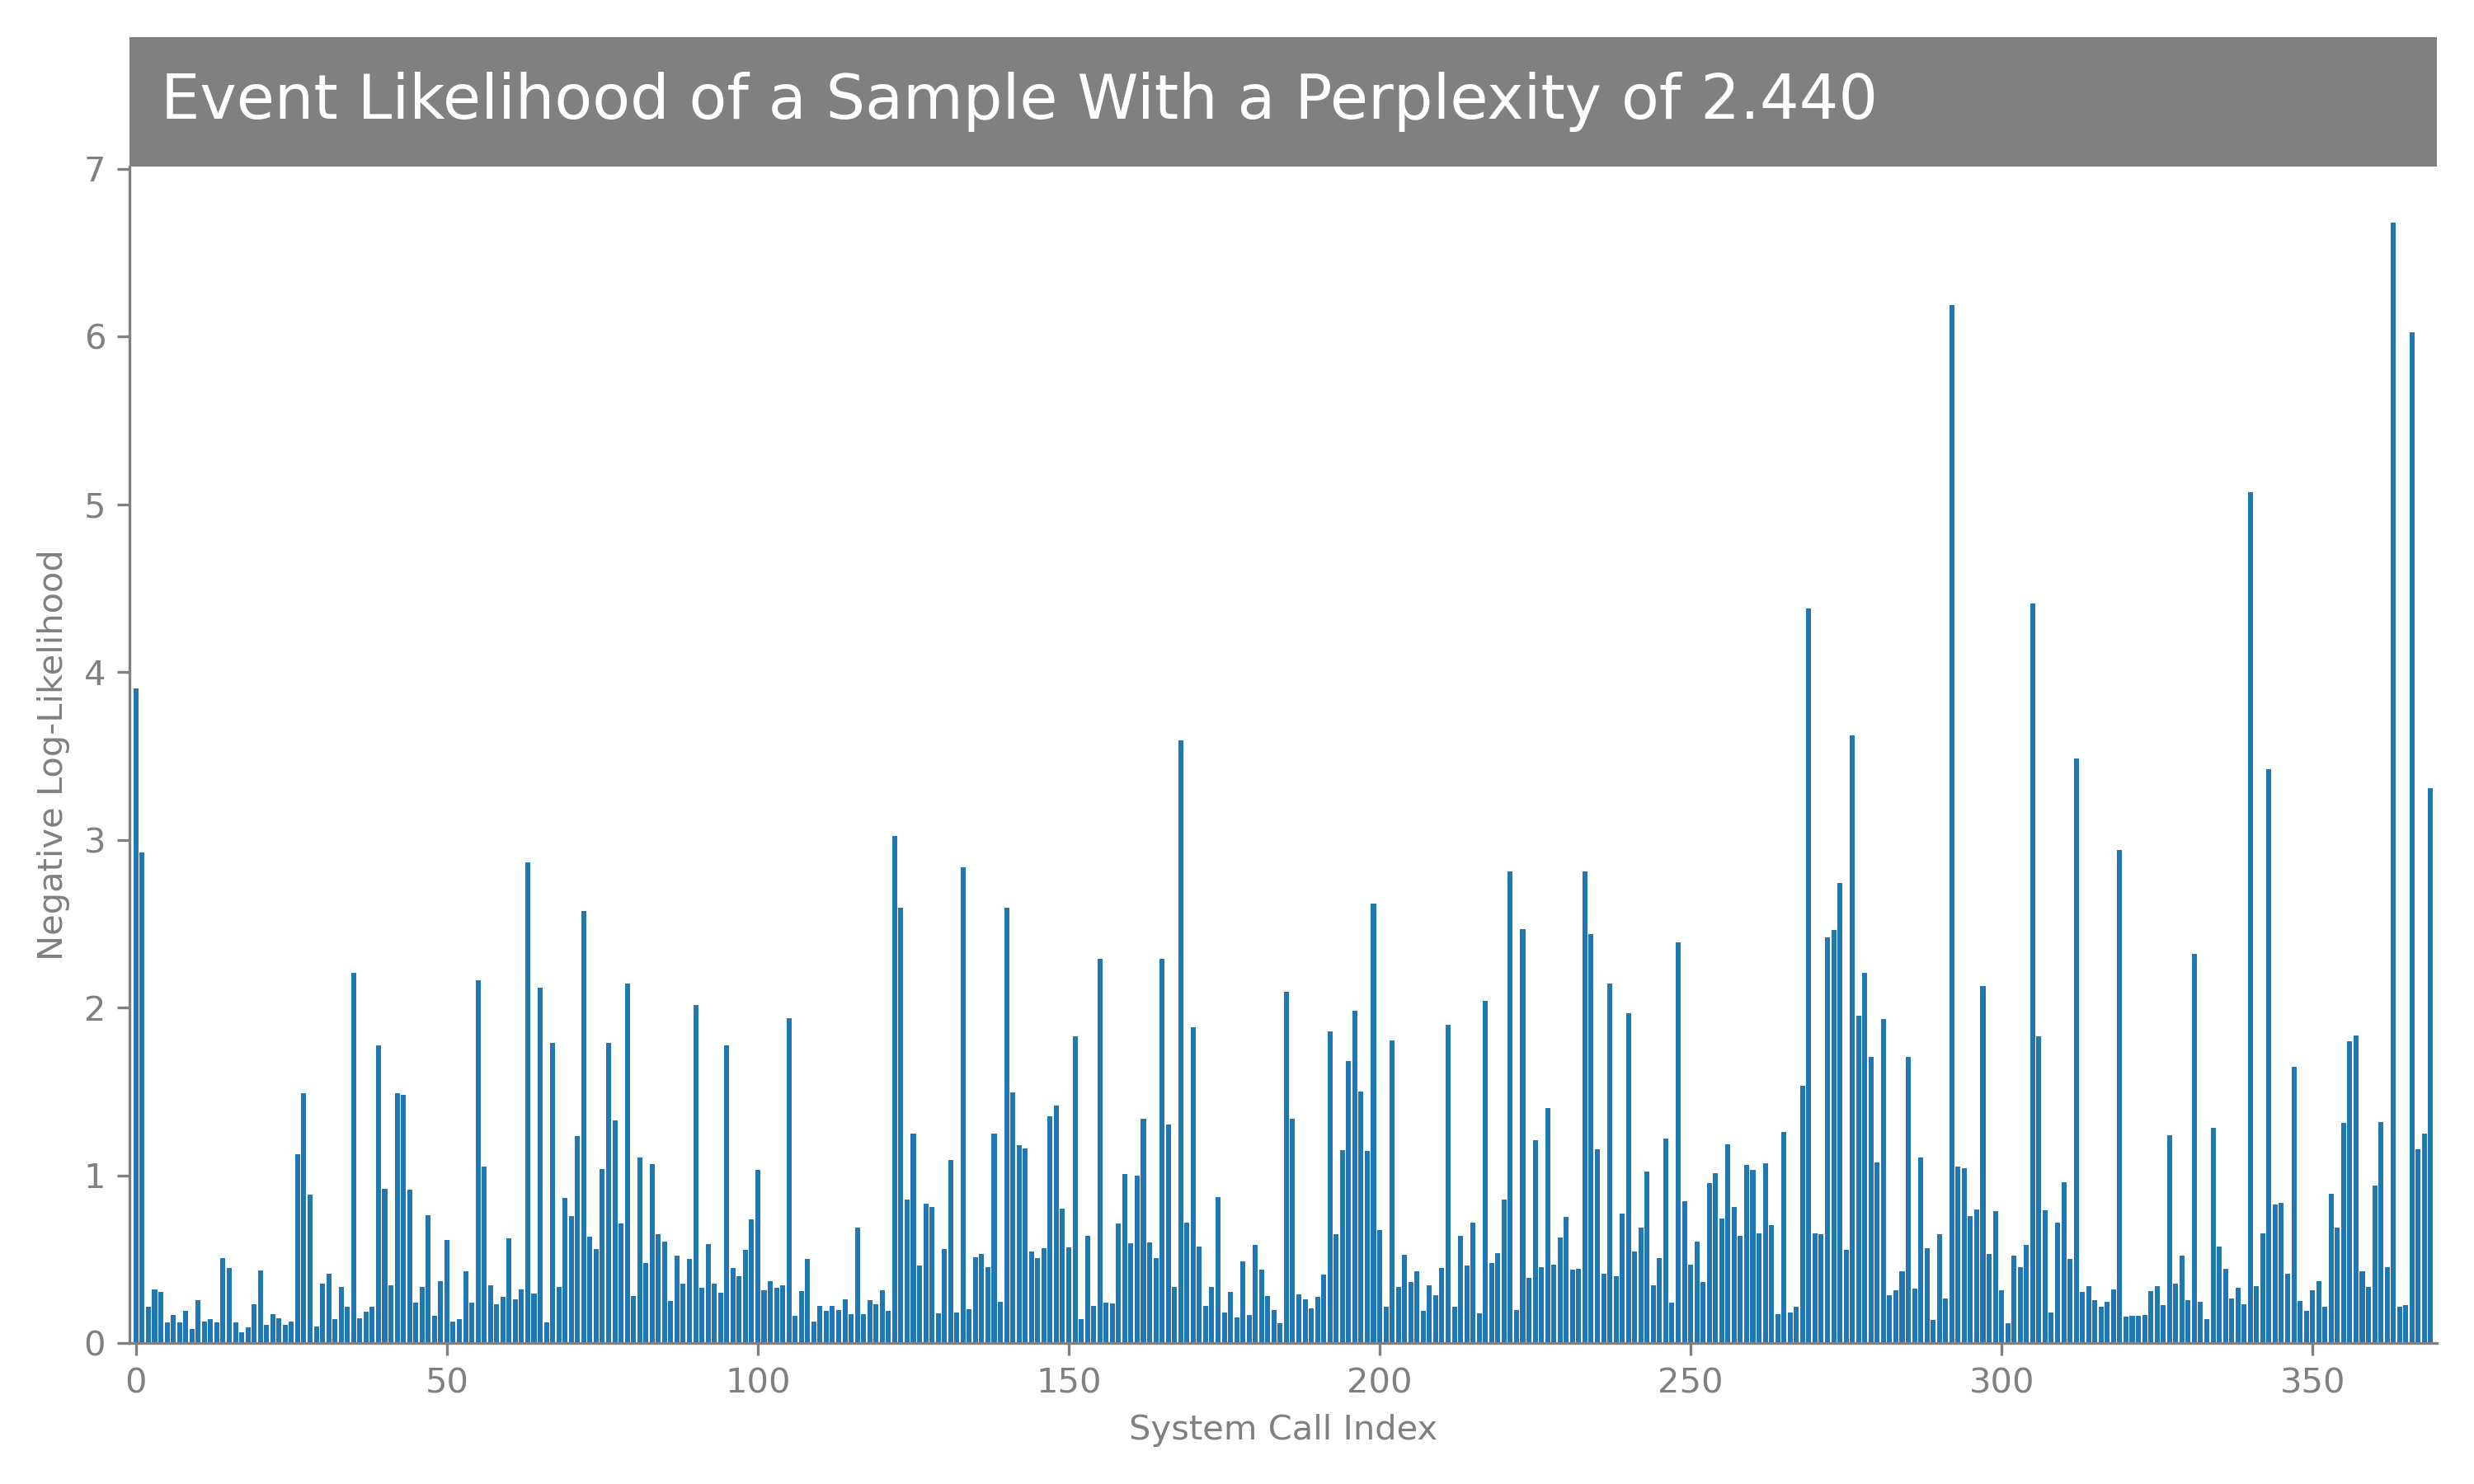 Event Likelihood of a Sample With a Perplexity of 2.440
7
6
5
4
3
2
1
0
Negative Log-Likelihood
0 50 100 150 200 250 300 350
System Call Index